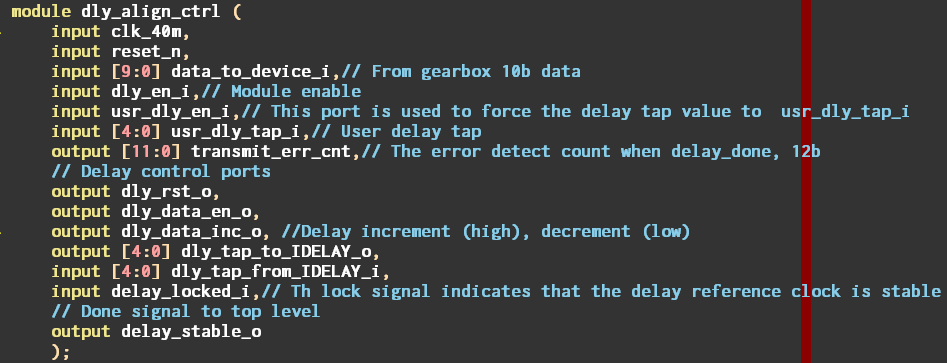 module dly_align_ctrl (
input clk_40m,
input reset_n,
input [9:0] data_to_device_i,// From gearbox 10b data
input dly_en_i,// Module enable
input usr_dly_en_i,// This port is used to force the delay tap value to  usr_dly_tap_i
input [4:0] usr_dly_tap_i,// User delay tap
output [11:0] transmit_err_cnt,// The error detect count when delay_done, 12b
// Delay control ports
output dly_rst_o,
output dly_data_en_o,
output dly_data_inc_o, //Delay increment (high), decrement (low)
output [4:0] dly_tap_to_IDELAY_o,
input [4:0] dly_tap_from_IDELAY_i,
input delay_locked_i,// Th lock signal indicates that the delay reference clock is stable
// Done signal to top level
output delay_stable_o
);